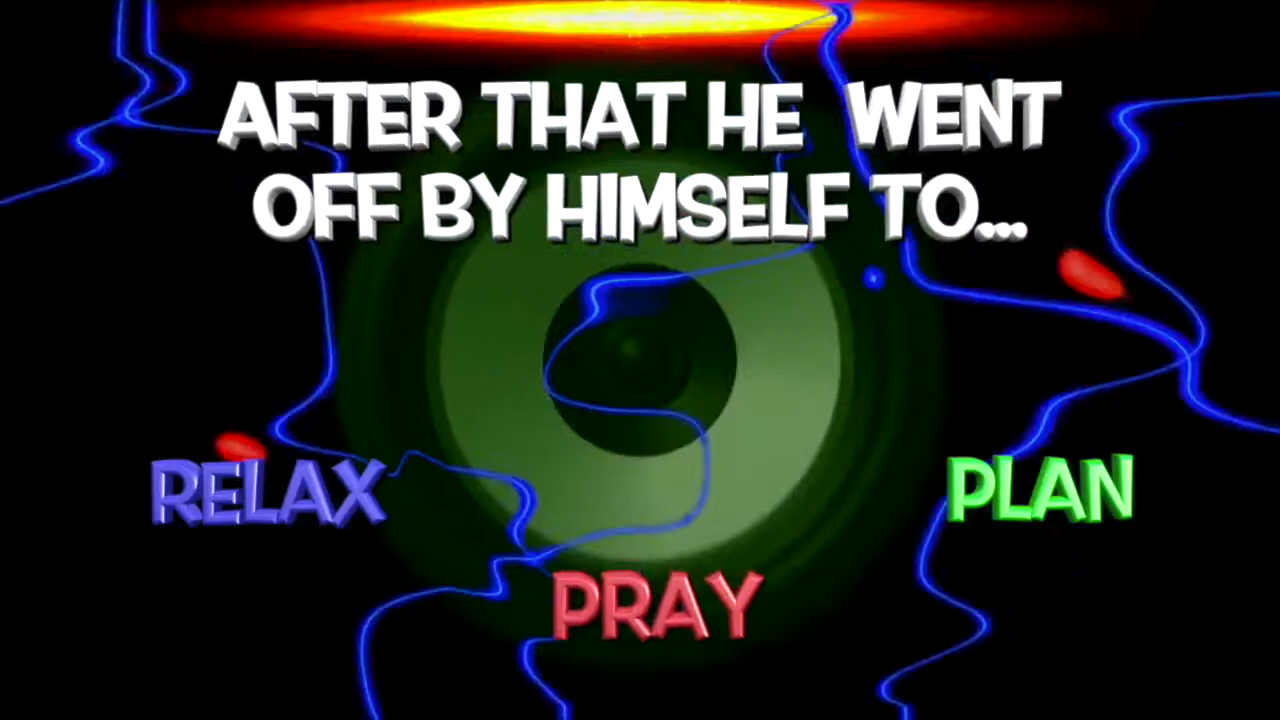 AFTER THAT HE WENT
OFF BY HIMSELF TO...
RELAX
PLAN
PRAY